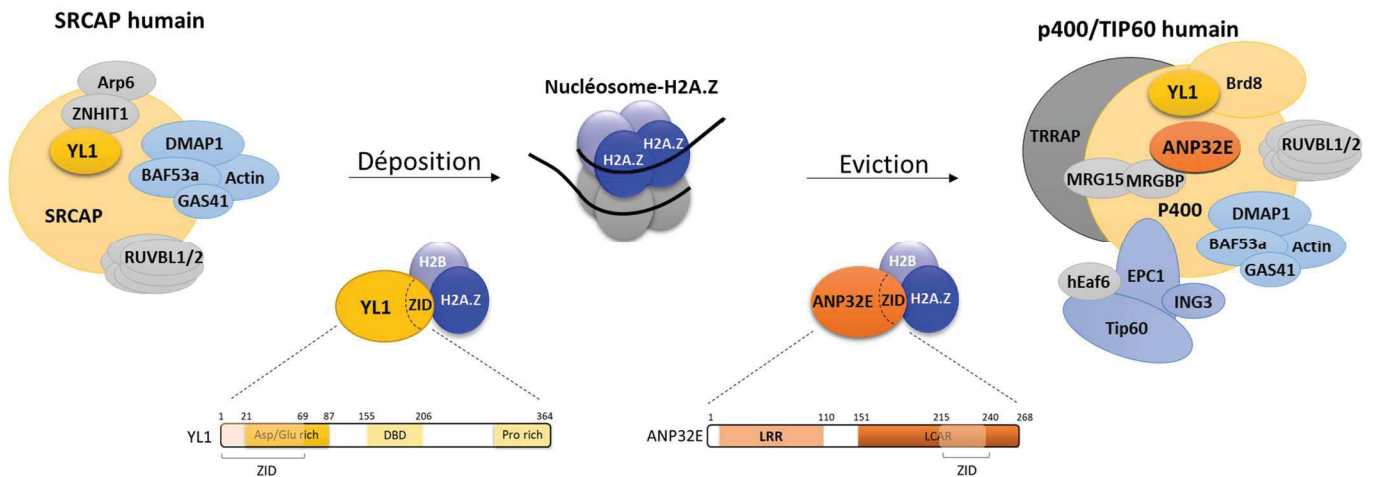 SRCAP humain
Arp6
ZNHIT1
YL1
DMAP1
BAF53a
Actin
GAS41
SRCAP
RUVBL1/2
Déposition
Nucléosome-H2A.Z
H2A.Z
H2A.Z
Eviction
p400/TIP60 humain
YL1
Brd8
TRRAP
ANP32E
RUVBL1/2
MRG15
MRGBP
P400
DMAP1
BAF53a
Actin
GAS41
hEaf6
EPC1
ING3
Tip60
H2B
YL1
ZID
H2A.Z
H2B
ANP32E
ZID
H2A.Z
1 21 69 87 155 206 364
YL1
Asp/Glu rich
DBD
Pro rich
ZID
1 110 151 215 240 268
ANP32E
LRR
LCAR
ZID